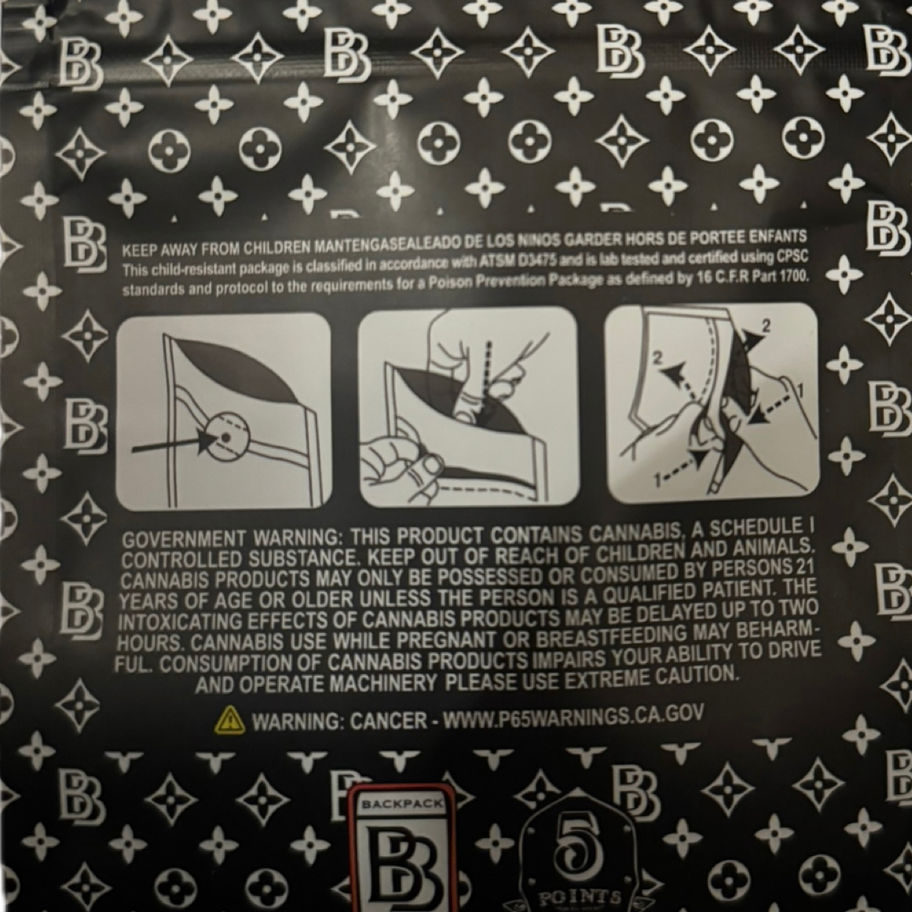 KEEP AWAY FROM CHILDREN MANTENGASEALEADO DE LOS NINOS GARDER HORS DE PORTEE ENFANTS
This child-resistant package is classified in accordance with ATSM D3475 and is lab tested and certified using CPSC
standards and protocol to the requirements for a Poison Prevention Package as defined by 16 C.F.R Part 1700.
2
2
1
1
GOVERNMENT WARNING: THIS PRODUCT CONTAINS CANNABIS, A SCHEDULE I
CONTROLLED SUBSTANCE. KEEP OUT OF REACH OF CHILDREN AND ANIMALS.
CANNABIS PRODUCTS MAY ONLY BE POSSESSED OR CONSUMED BY PERSONS 21
YEARS OF AGE OR OLDER UNLESS THE PERSON IS A QUALIFIED PATIENT. THE
INTOXICATING EFFECTS OF CANNABIS PRODUCTS MAY BE DELAYED UP TO TWO
HOURS. CANNABIS USE WHILE PREGNANT OR BREASTFEEDING MAY BEHARM-
FUL. CONSUMPTION OF CANNABIS PRODUCTS IMPAIRS YOUR ABILITY TO DRIVE
AND OPERATE MACHINERY PLEASE USE EXTREME CAUTION.
WARNING: CANCER - WWW.P65WARNINGS.CA.GOV
BACKPACK
BB
5
POINTS